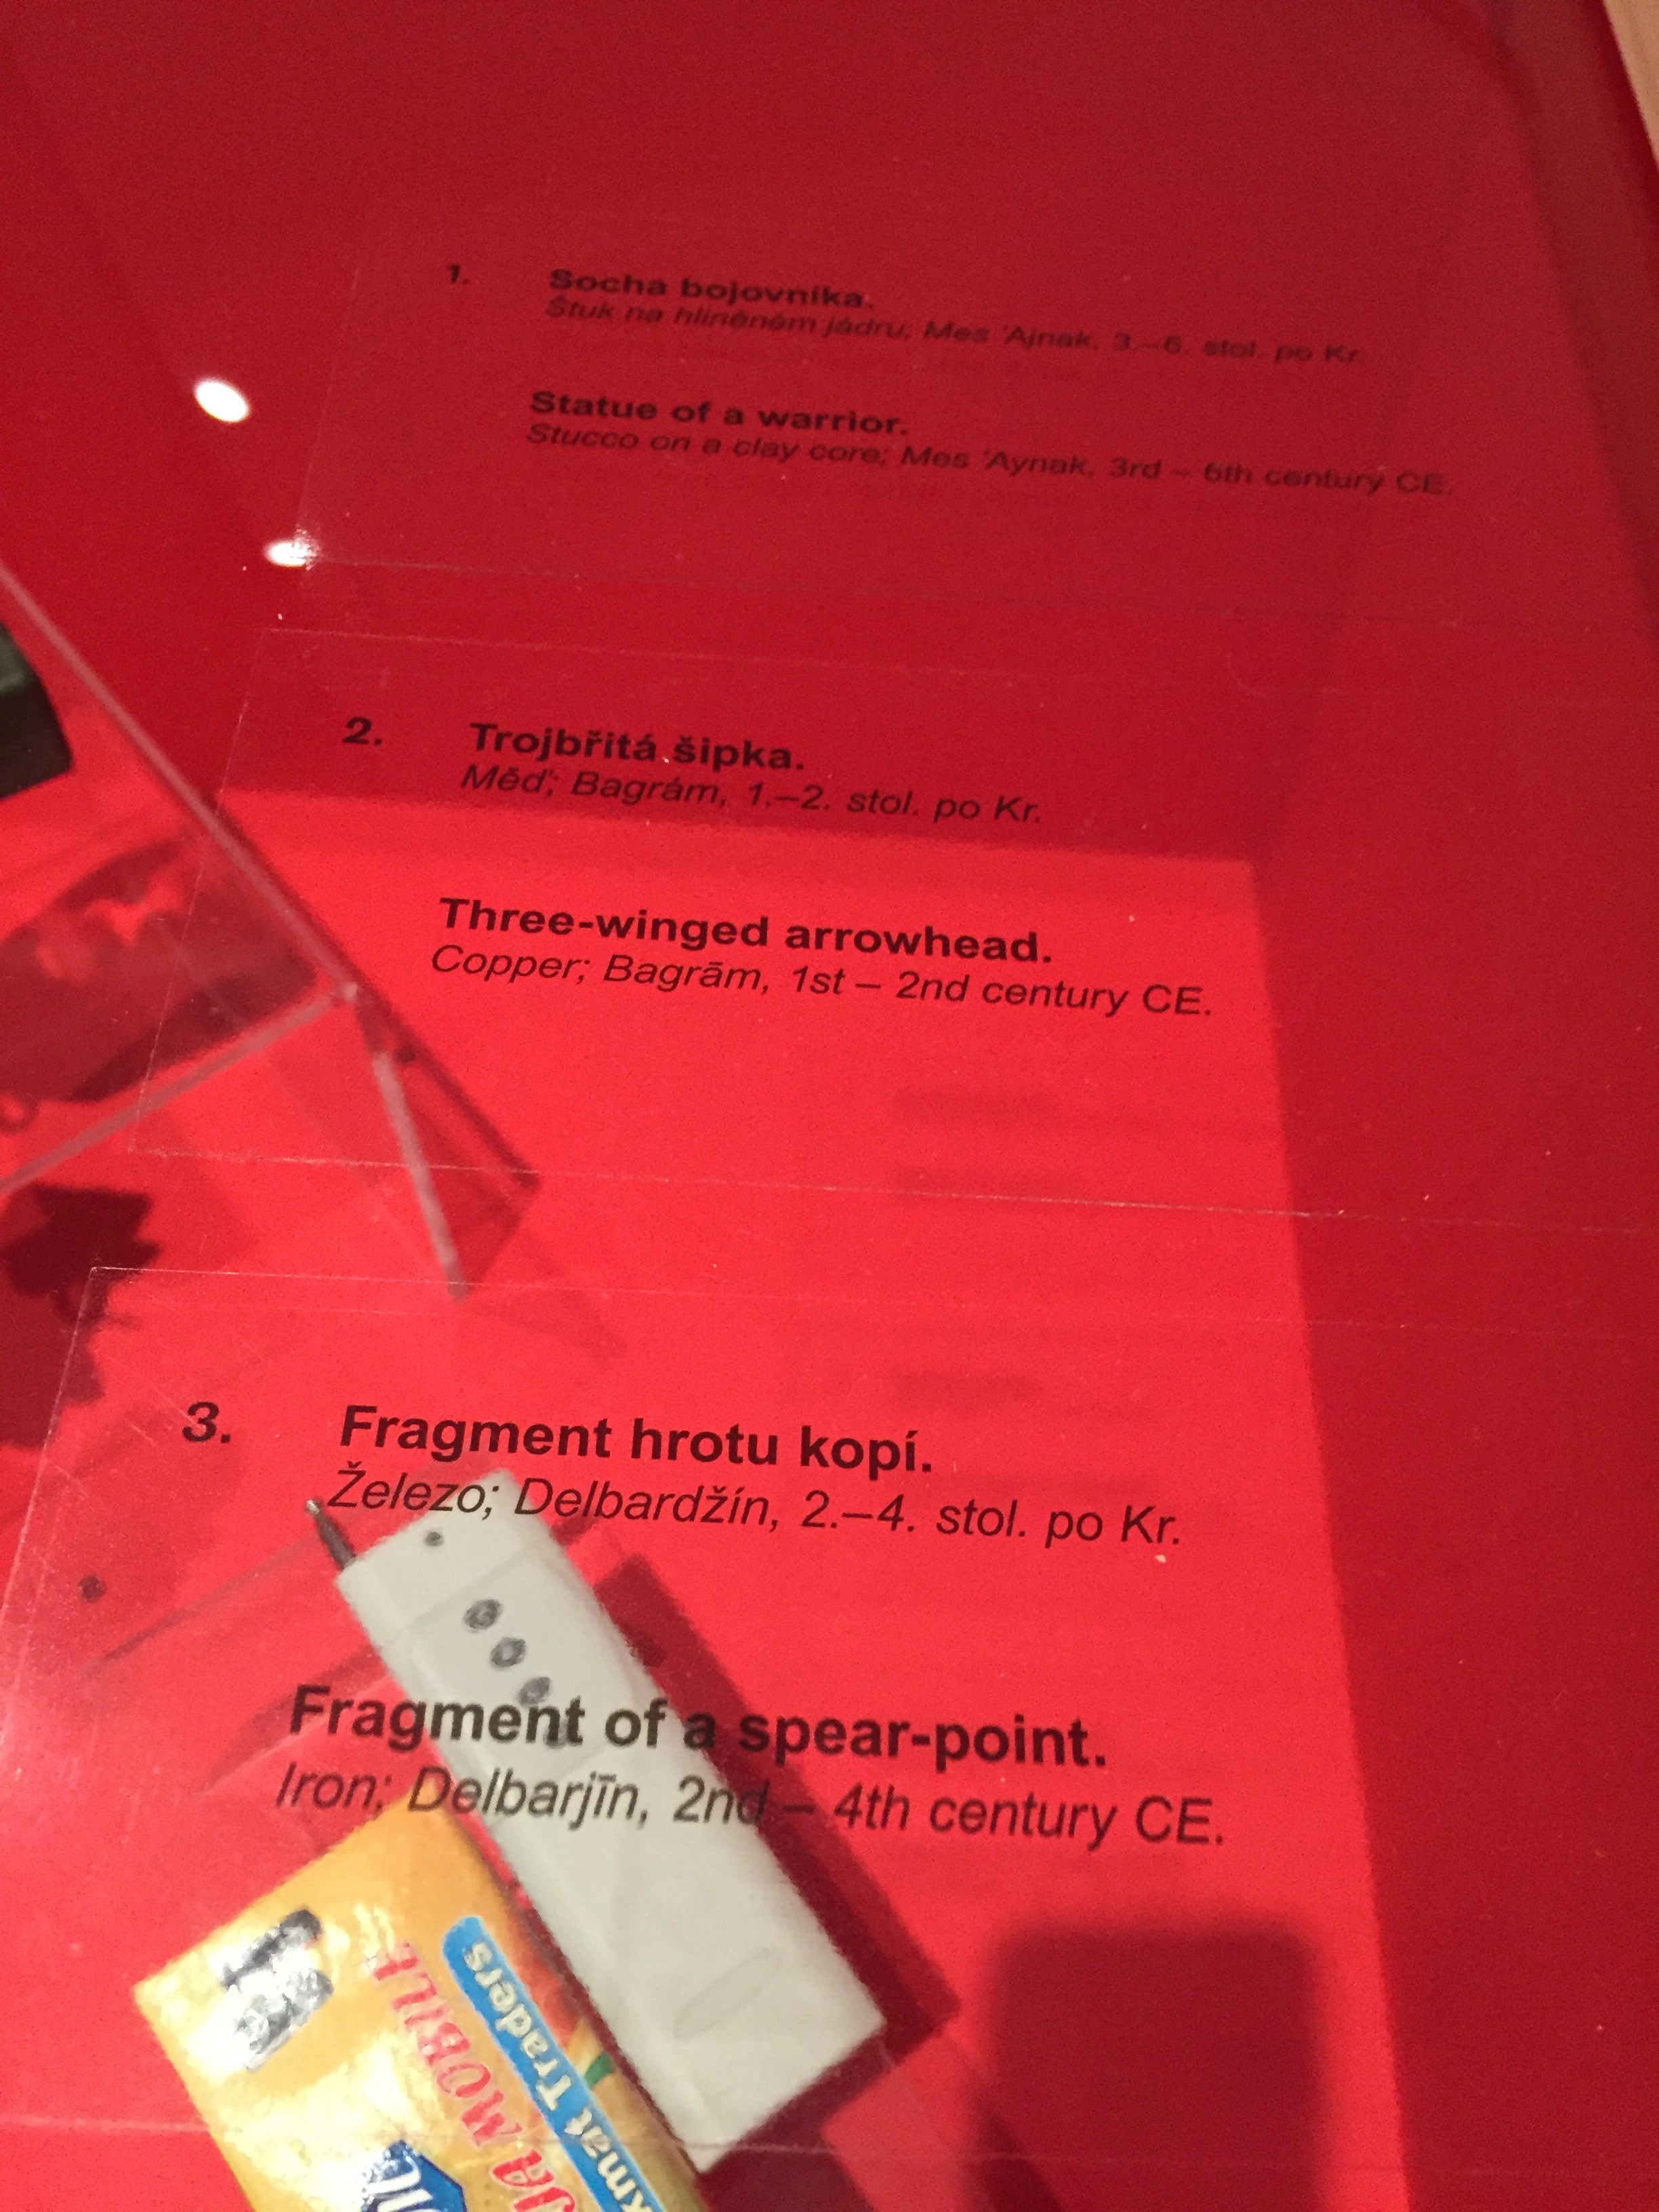 1. Socha bojovníka.
Štuk na hliněném jádru; Mes 'Ajnak, 3.–6. stol. po Kr.
Statue of a warrior.
Stucco on a clay core; Mes 'Aynak, 3rd – 6th century CE.
2. Trojbřitá šipka.
Měď; Bagrám, 1.–2. stol. po Kr.
Three-winged arrowhead.
Copper; Bagrām, 1st – 2nd century CE.
3. Fragment hrotu kopí.
Železo; Delbardžín, 2.–4. stol. po Kr.
Fragment of a spear-point.
Iron; Delbarjīn, 2nd – 4th century CE.
Traders